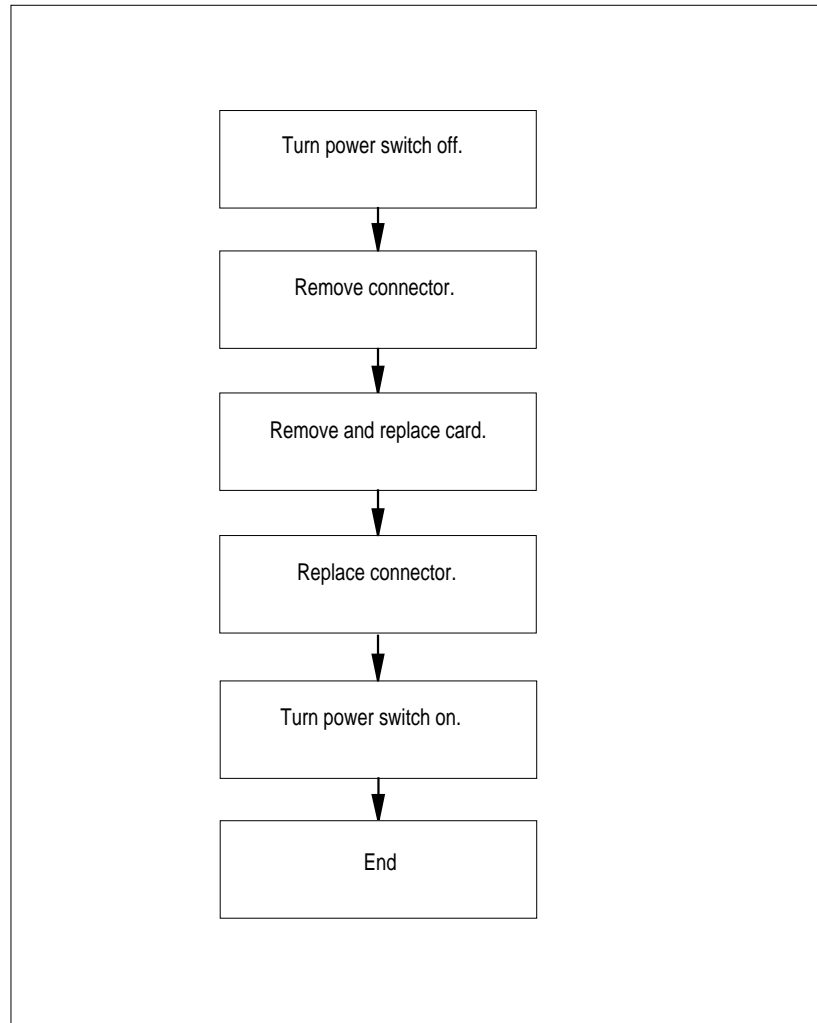 Turn power switch off.
Remove connector.
Remove and replace card.
Replace connector.
Turn power switch on.
End